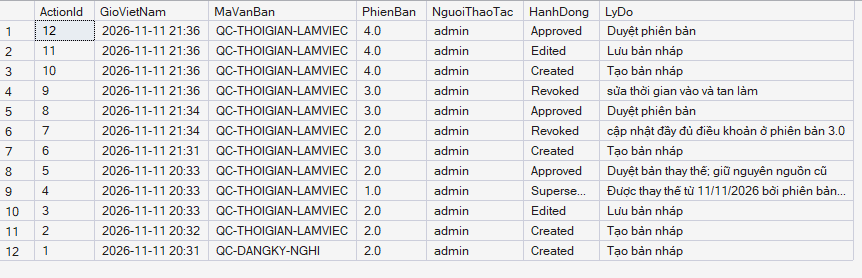 ActionId GioVietNam MaVanBan PhienBan NguoiThaoTac HanhDong LyDo
1 12 2026-11-11 21:36 QC-THOIGIAN-LAMVIEC 4.0 admin Approved Duyệt phiên bản
2 11 2026-11-11 21:36 QC-THOIGIAN-LAMVIEC 4.0 admin Edited Lưu bản nháp
3 10 2026-11-11 21:36 QC-THOIGIAN-LAMVIEC 4.0 admin Created Tạo bản nháp
4 9 2026-11-11 21:36 QC-THOIGIAN-LAMVIEC 3.0 admin Revoked sửa thời gian vào và tan làm
5 8 2026-11-11 21:34 QC-THOIGIAN-LAMVIEC 3.0 admin Approved Duyệt phiên bản
6 7 2026-11-11 21:34 QC-THOIGIAN-LAMVIEC 2.0 admin Revoked cập nhật đầy đủ điều khoản ở phiên bản 3.0
7 6 2026-11-11 21:31 QC-THOIGIAN-LAMVIEC 3.0 admin Created Tạo bản nháp
8 5 2026-11-11 20:33 QC-THOIGIAN-LAMVIEC 2.0 admin Approved Duyệt bản thay thế; giữ nguyên nguồn cũ
9 4 2026-11-11 20:33 QC-THOIGIAN-LAMVIEC 1.0 admin Superse... Được thay thế từ 11/11/2026 bởi phiên bản...
10 3 2026-11-11 20:33 QC-THOIGIAN-LAMVIEC 2.0 admin Edited Lưu bản nháp
11 2 2026-11-11 20:32 QC-THOIGIAN-LAMVIEC 2.0 admin Created Tạo bản nháp
12 1 2026-11-11 20:31 QC-DANGKY-NGHI 2.0 admin Created Tạo bản nháp